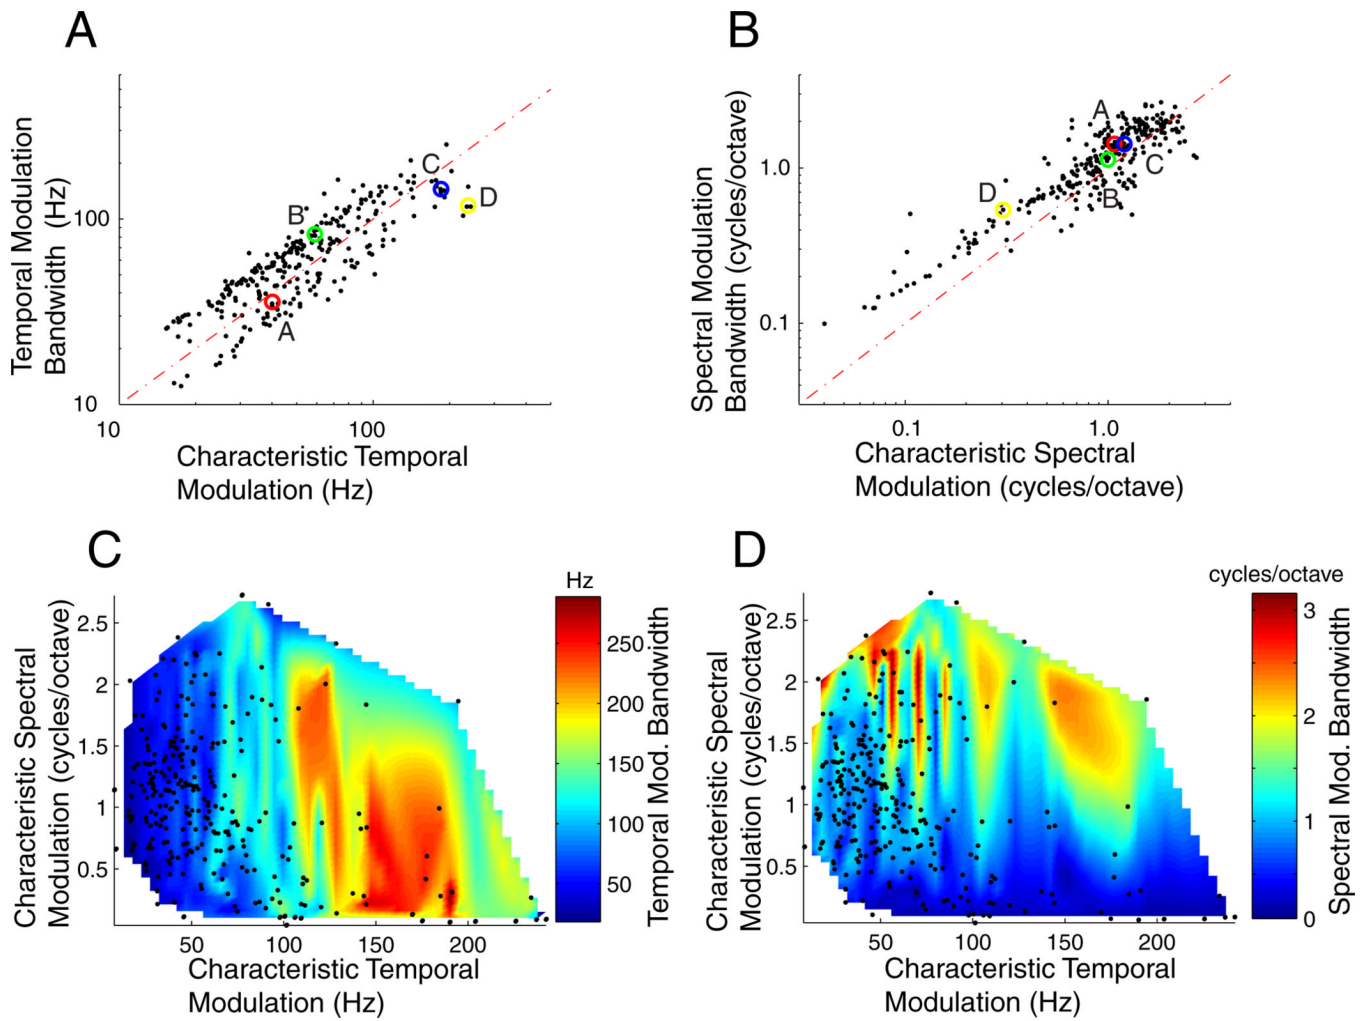 A
Temporal Modulation
Bandwidth (Hz)
100
10
10
100
A
B
C
D
Characteristic Temporal
Modulation (Hz)
B
Spectral Modulation
Bandwidth (cycles/octave)
1.0
0.1
0.1
1.0
A
B
C
D
Characteristic Spectral
Modulation (cycles/octave)
C
Characteristic Spectral
Modulation (cycles/octave)
2.5
2
1.5
1
0.5
50
100
150
200
Characteristic Temporal
Modulation (Hz)
Hz
250
200
150
100
50
Temporal Mod. Bandwidth
D
Characteristic Spectral
Modulation (cycles/octave)
2.5
2
1.5
1
0.5
50
100
150
200
Characteristic Temporal
Modulation (Hz)
cycles/octave
3
2
1
0
Spectral Mod. Bandwidth